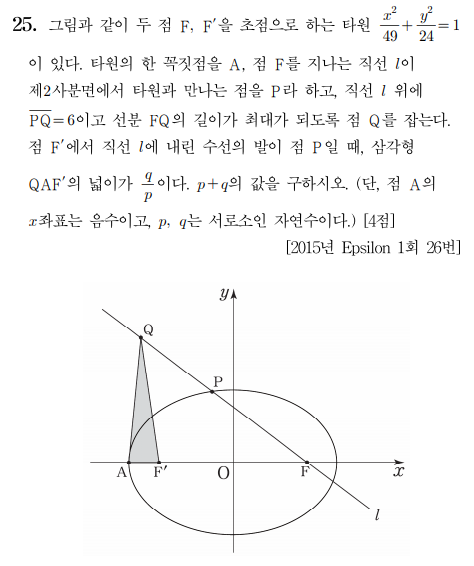 25. 그림과 같이 두 점 F, F′을 초점으로 하는 타원 x²/49 + y²/24 = 1
이 있다. 타원의 한 꼭짓점을 A, 점 F를 지나는 직선 l이
제2사분면에서 타원과 만나는 점을 P라 하고, 직선 l 위에
P̅Q̅=6이고 선분 FQ의 길이가 최대가 되도록 점 Q를 잡는다.
점 F′에서 직선 l에 내린 수선의 발이 점 P일 때, 삼각형
QAF′의 넓이가 q/p이다. p+q의 값을 구하시오. (단, 점 A의
x좌표는 음수이고, p, q는 서로소인 자연수이다.) [4점]
[2015년 Epsilon 1회 26번]
y
Q
P
A F′ O F x
l